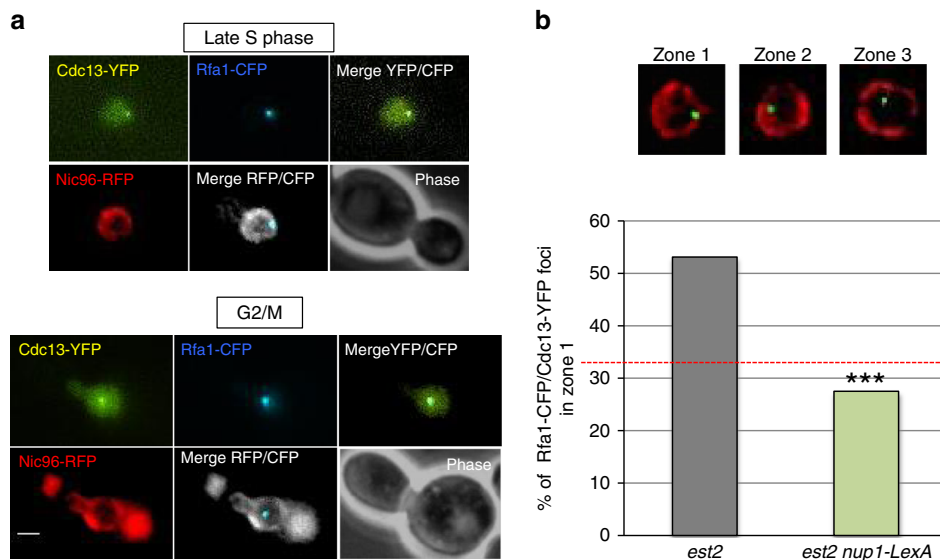 a
Late S phase
Cdc13-YFP
Rfa1-CFP
Merge YFP/CFP
Nic96-RFP
Merge RFP/CFP
Phase
G2/M
Cdc13-YFP
Rfa1-CFP
MergeYFP/CFP
Nic96-RFP
Merge RFP/CFP
Phase
b
Zone 1
Zone 2
Zone 3
% of Rfa1-CFP/Cdc13-YFP foci
in zone 1
60
50
40
30
20
10
0
***
est2
est2 nup1-LexA